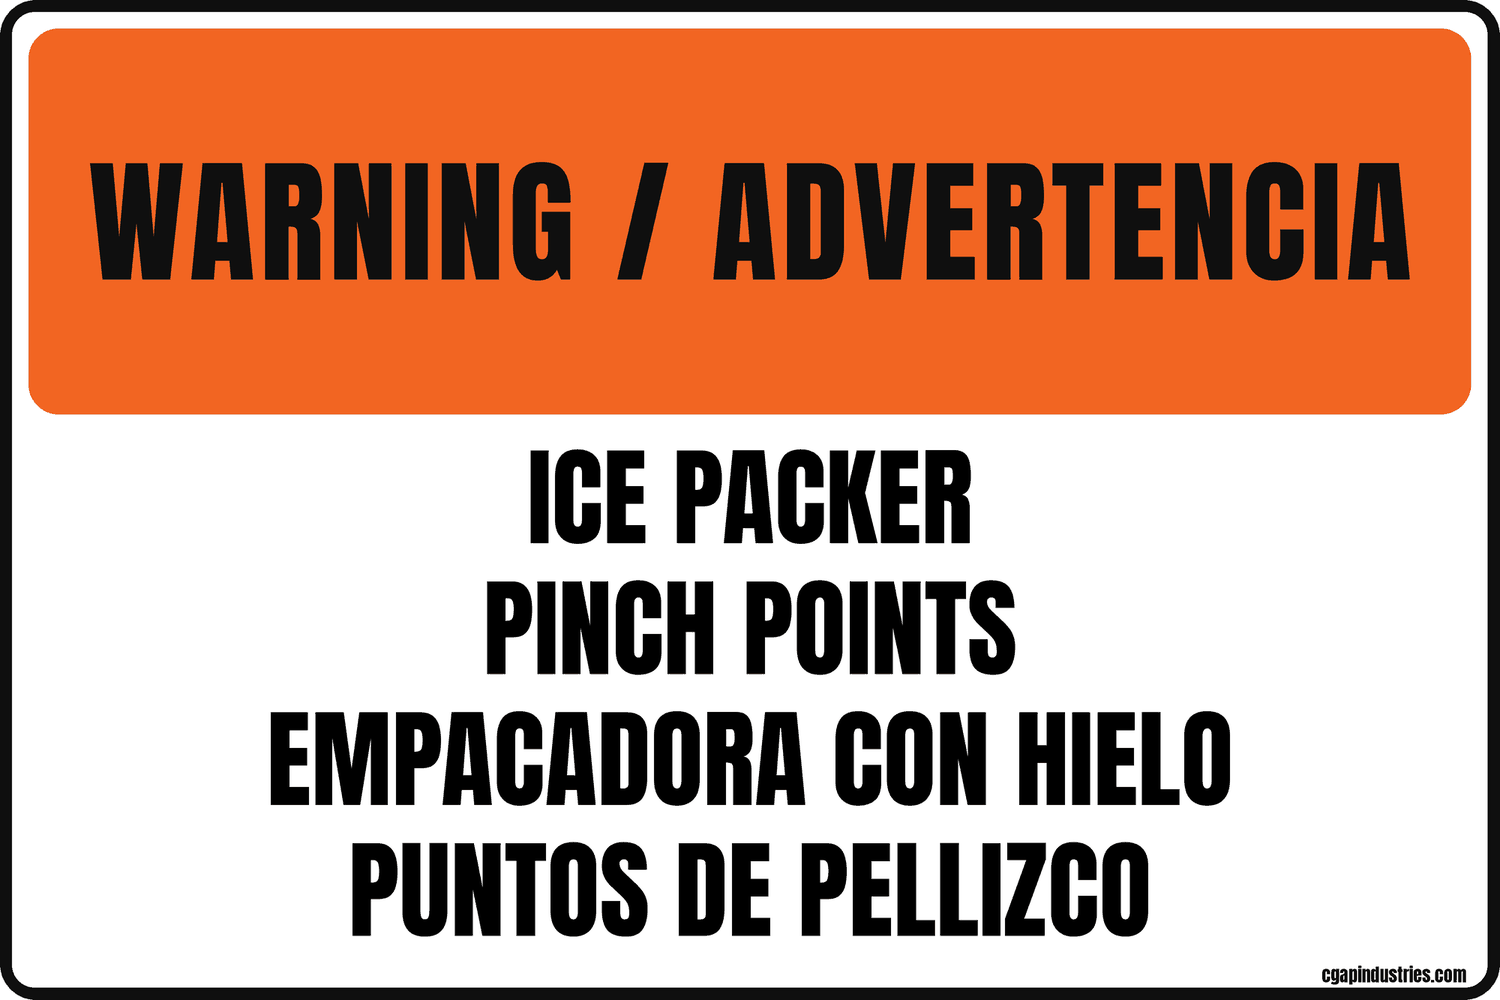 WARNING / ADVERTENCIA
ICE PACKER
PINCH POINTS
EMPACADORA CON HIELO
PUNTOS DE PELLIZCO
cgapindustries.com